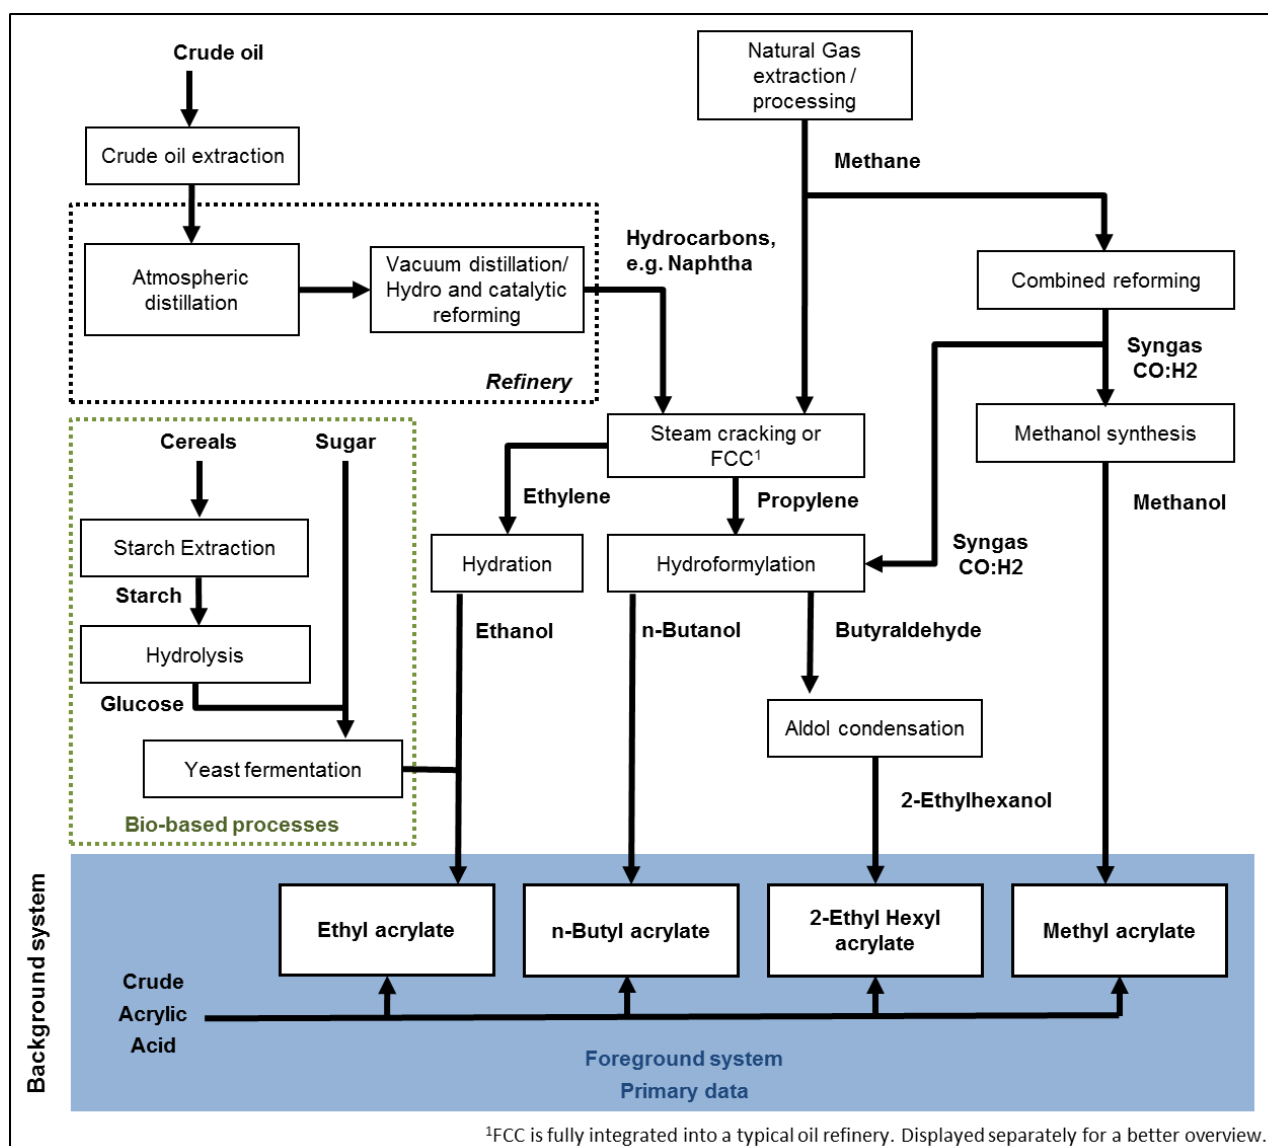 Crude oil
Natural Gas
extraction /
processing
Crude oil extraction
Methane
Atmospheric
distillation
Vacuum distillation/
Hydro and catalytic
reforming
Hydrocarbons,
e.g. Naphtha
Combined reforming
Refinery
Syngas
CO:H2
Cereals
Sugar
Steam cracking or
FCC¹
Methanol synthesis
Ethylene
Propylene
Methanol
Starch Extraction
Hydration
Hydroformylation
Syngas
CO:H2
Starch
Ethanol
n-Butanol
Butyraldehyde
Hydrolysis
Glucose
Aldol condensation
Yeast fermentation
2-Ethylhexanol
Bio-based processes
Background system
Ethyl acrylate
n-Butyl acrylate
2-Ethyl Hexyl
acrylate
Methyl acrylate
Crude
Acrylic
Acid
Foreground system
Primary data
¹FCC is fully integrated into a typical oil refinery. Displayed separately for a better overview.